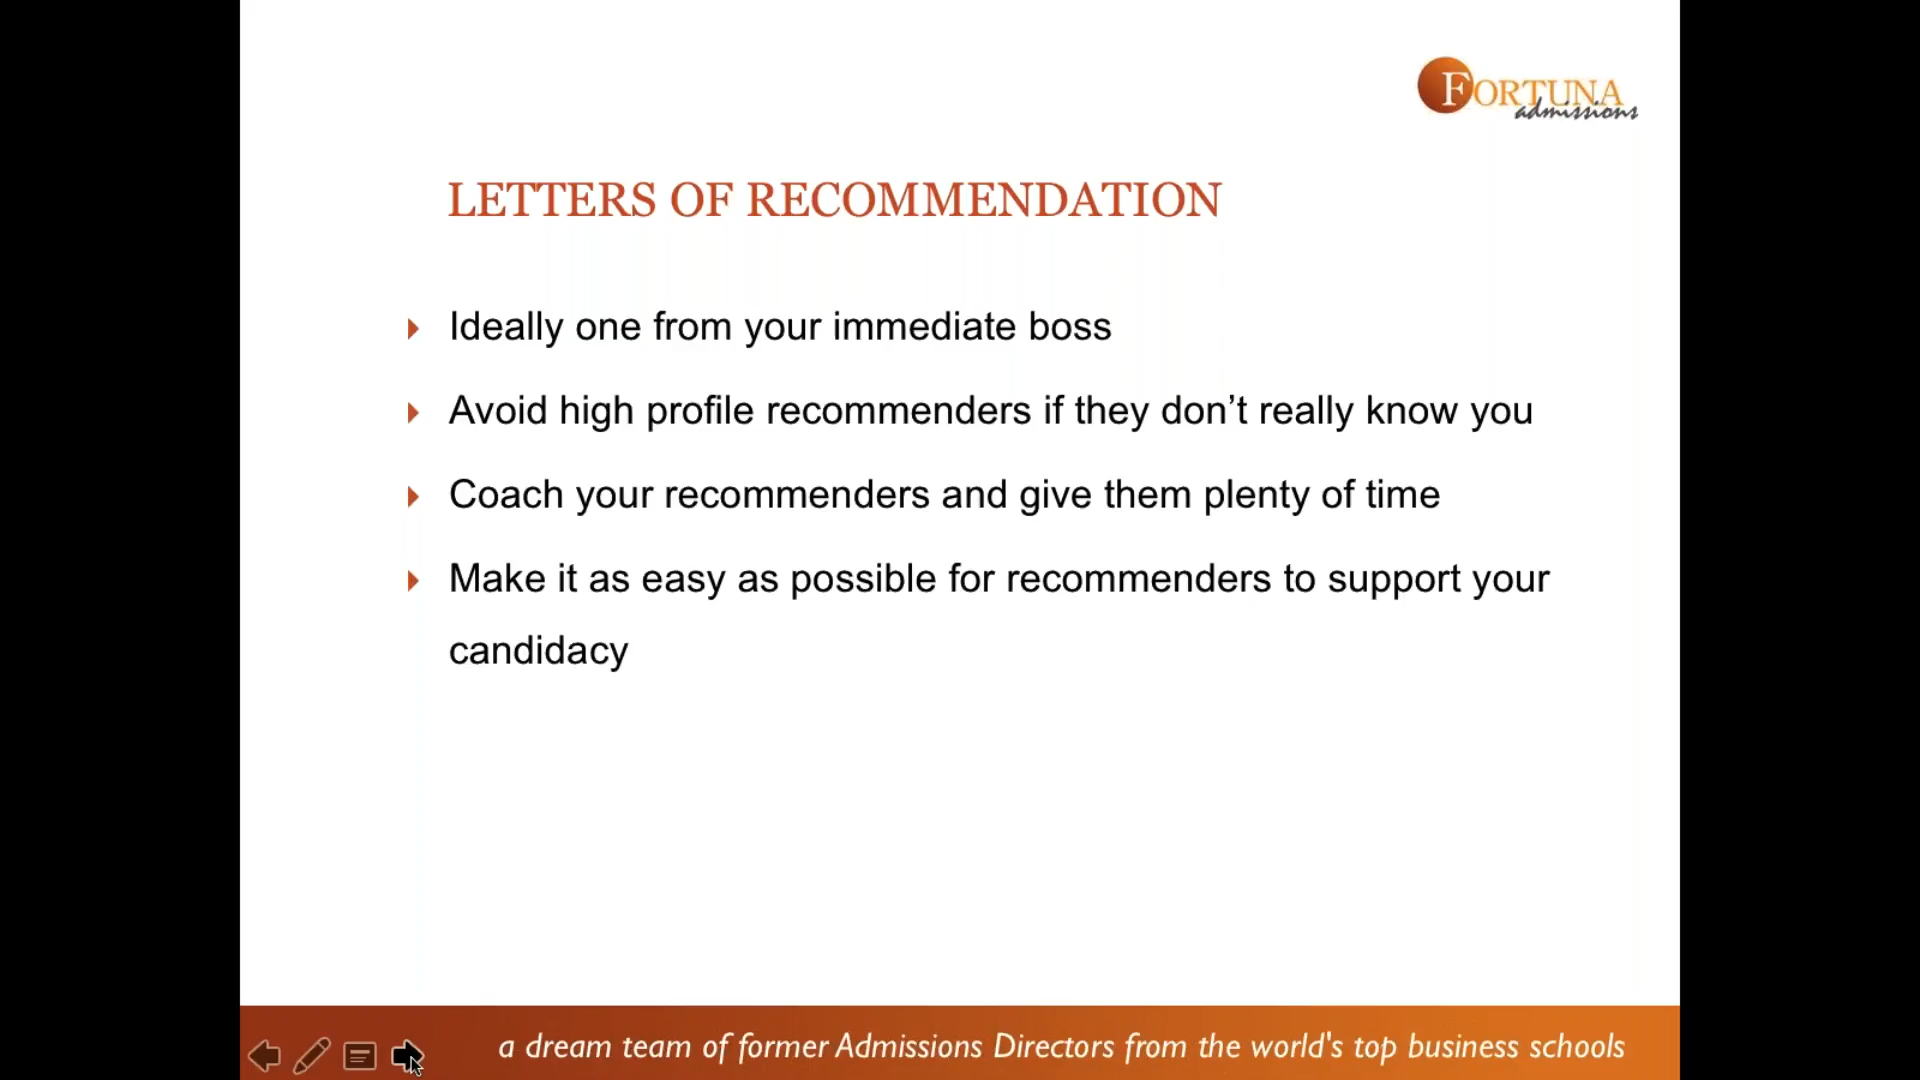 FORTUNA
admissions
LETTERS OF RECOMMENDATION
Ideally one from your immediate boss
Avoid high profile recommenders if they don’t really know you
Coach your recommenders and give them plenty of time
Make it as easy as possible for recommenders to support your
candidacy
a dream team of former Admissions Directors from the world's top business schools